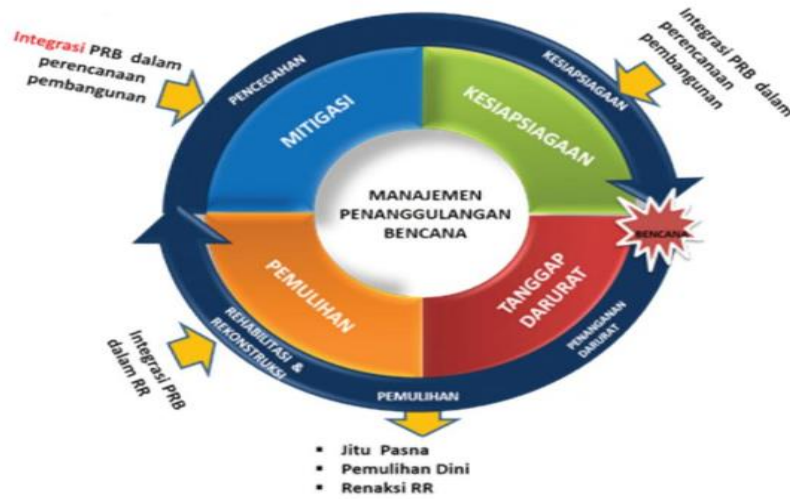 Integrasi PRB dalam
perencanaan
pembangunan
Integrasi PRB dalam
perencanaan
pembangunan
PENCEGAHAN
KESIAPSIAGAAN
MITIGASI
KESIAPSIAGAAN
MANAJEMEN
PENANGGULANGAN
BENCANA
BENCANA
PEMULIHAN
TANGGAP
DARURAT
REHABILITASI &
REKONSTRUKSI
PENANGANAN
DARURAT
PEMULIHAN
Integrasi PRB
dalam RR
▪ Jitu Pasna
▪ Pemulihan Dini
▪ Renaksi RR